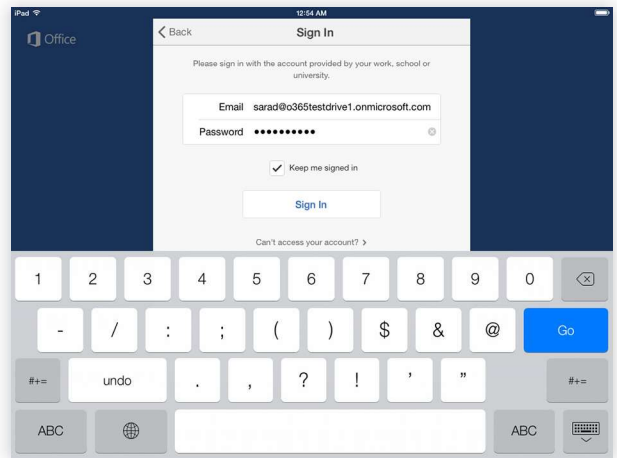 iPad 12:54 AM
Office
Back Sign In
Please sign in with the account provided by your work, school or
university.
Email sarad@o365testdrive1.onmicrosoft.com
Password ••••••••••
Keep me signed in
Sign In
Can't access your account? >
1 2 3 4 5 6 7 8 9 0
- / : ; ( ) $ & @ Go
#+= undo . , ? ! ' " #+=
ABC ABC